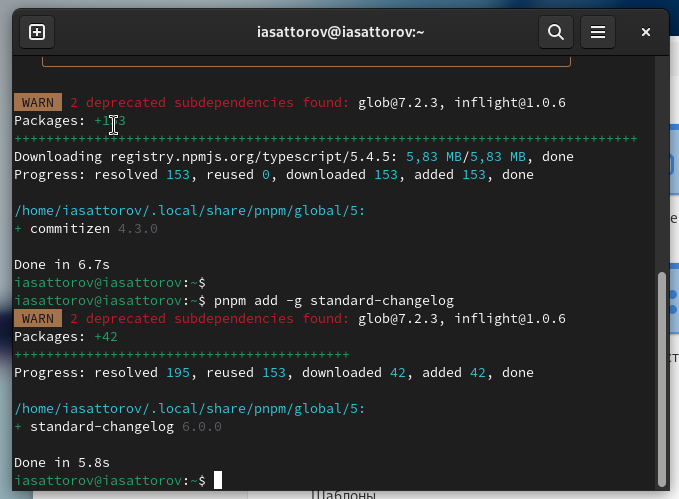 iasattorov@iasattorov:~
WARN 2 deprecated subdependencies found: glob@7.2.3, inflight@1.0.6
Packages: +153
++++++++++++++++++++++++++++++++++++++++++++++++++++++++++++++++++++++++++++++
Downloading registry.npmjs.org/typescript/5.4.5: 5,83 MB/5,83 MB, done
Progress: resolved 153, reused 0, downloaded 153, added 153, done
/home/iasattorov/.local/share/pnpm/global/5:
+ commitizen 4.3.0
Done in 6.7s
iasattorov@iasattorov:~$
iasattorov@iasattorov:~$ pnpm add -g standard-changelog
WARN 2 deprecated subdependencies found: glob@7.2.3, inflight@1.0.6
Packages: +42
++++++++++++++++++++++++++++++++++++++++++
Progress: resolved 195, reused 153, downloaded 42, added 42, done
/home/iasattorov/.local/share/pnpm/global/5:
+ standard-changelog 6.0.0
Done in 5.8s
iasattorov@iasattorov:~$
Шаблоны